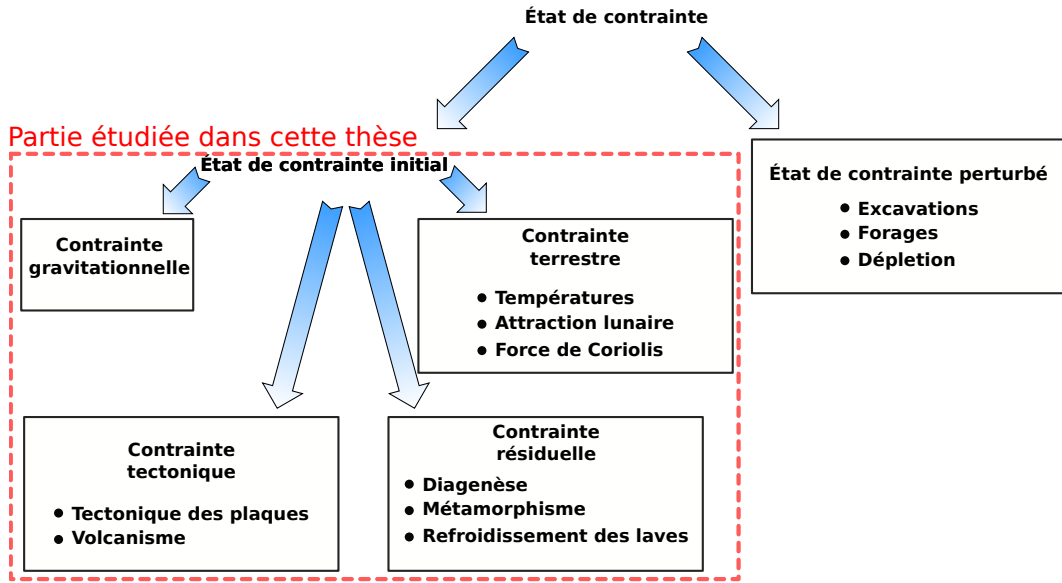 État de contrainte
Partie étudiée dans cette thèse
État de contrainte initial
État de contrainte perturbé
• Excavations
• Forages
• Dépletion
Contrainte
gravitationnelle
Contrainte
terrestre
• Températures
• Attraction lunaire
• Force de Coriolis
Contrainte
tectonique
• Tectonique des plaques
• Volcanisme
Contrainte
résiduelle
• Diagenèse
• Métamorphisme
• Refroidissement des laves